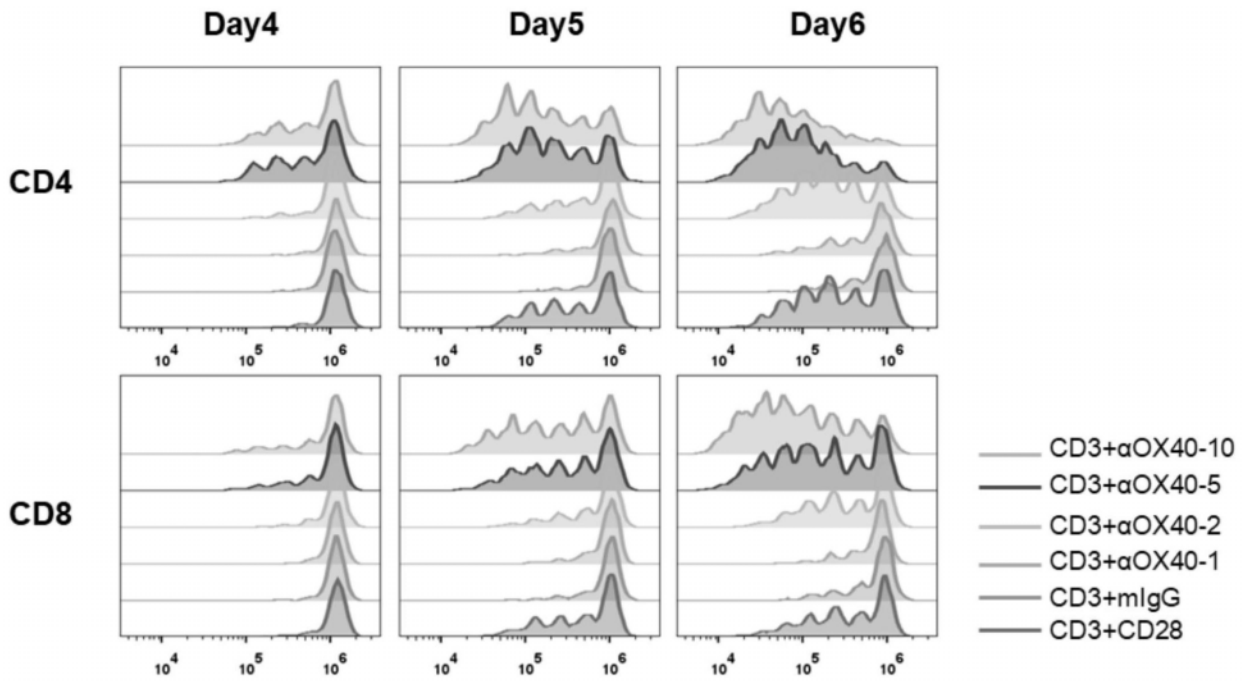 Day4 Day5 Day6
CD4
10⁴ 10⁵ 10⁶ 10⁴ 10⁵ 10⁶ 10⁴ 10⁵ 10⁶
CD8
CD3+αOX40-10
CD3+αOX40-5
CD3+αOX40-2
CD3+αOX40-1
CD3+mIgG
CD3+CD28
10⁴ 10⁵ 10⁶ 10⁴ 10⁵ 10⁶ 10⁴ 10⁵ 10⁶